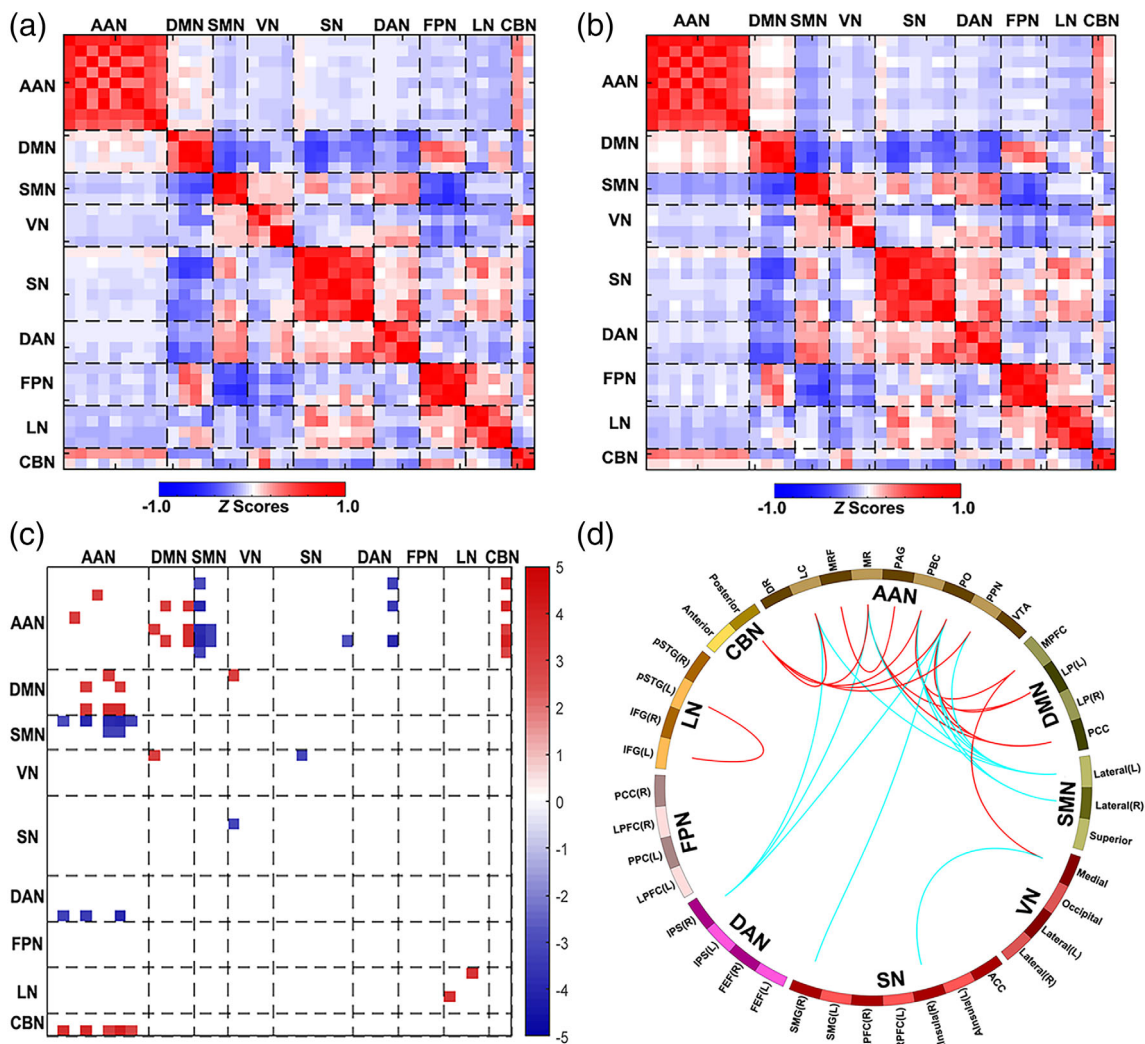 (a)
AAN DMN SMN VN SN DAN FPN LN CBN
AAN
DMN
SMN
VN
SN
DAN
FPN
LN
CBN
-1.0 Z Scores 1.0
(b)
AAN DMN SMN VN SN DAN FPN LN CBN
AAN
DMN
SMN
VN
SN
DAN
FPN
LN
CBN
-1.0 Z Scores 1.0
(c)
AAN DMN SMN VN SN DAN FPN LN CBN
AAN
DMN
SMN
VN
SN
DAN
FPN
LN
CBN
5
4
3
2
1
0
-1
-2
-3
-4
-5
(d)
AAN
DR
LC
MRF
MR
PAG
PBC
PO
PPN
VTA
DMN
MPFC
LP(L)
LP(R)
PCC
SMN
Lateral(L)
Lateral(R)
Superior
VN
Medial
Occipital
Lateral(L)
Lateral(R)
SN
ACC
AInsula(L)
Insula(R)
RPFC(L)
PFC(R)
SMG(L)
SMG(R)
DAN
FEF(L)
FEF(R)
IPS(L)
IPS(R)
FPN
LPFC(L)
PPC(L)
LPFC(R)
PCC(R)
LN
IFG(L)
IFG(R)
pSTG(L)
pSTG(R)
CBN
Anterior
Posterior